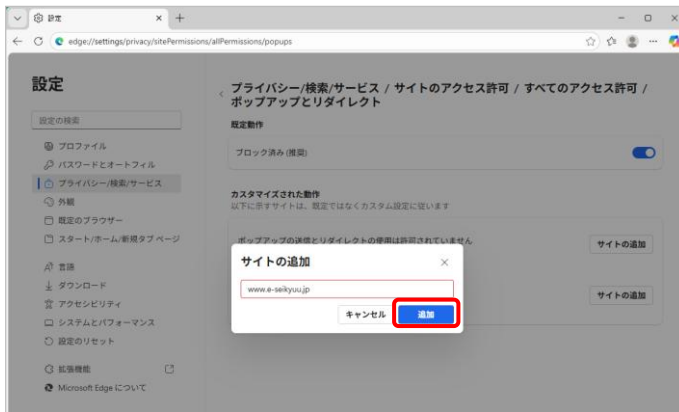 設定
edge://settings/privacy/sitePermissions/allPermissions/popups
設定
プライバシー/検索/サービス / サイトのアクセス許可 / すべてのアクセス許可 /
ポップアップとリダイレクト
設定の検索
既定動作
プロファイル
ブロック済み (推奨)
パスワードとオートフィル
プライバシー/検索/サービス
外観
カスタマイズされた動作
以下に示すサイトは、既定ではなくカスタム設定に従います
既定のブラウザー
スタート/ホーム/新規タブ ページ
ポップアップの送信とリダイレクトの使用は許可されていません
サイトの追加
サイトの追加
言語
ダウンロード
www.e-seikyuu.jp
サイトの追加
アクセシビリティ
キャンセル
追加
システムとパフォーマンス
設定のリセット
拡張機能
Microsoft Edge について